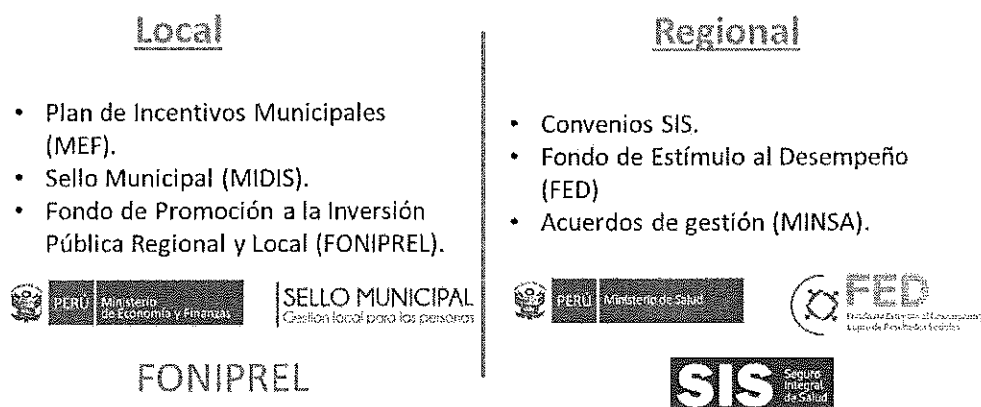 Local
• Plan de Incentivos Municipales
(MEF).
• Sello Municipal (MIDIS).
• Fondo de Promoción a la Inversión
Pública Regional y Local (FONIPREL).
PERÚ Ministerio
de Economía y Finanzas
SELLO MUNICIPAL
Gestión local para las personas
FONIPREL
Regional
• Convenios SIS.
• Fondo de Estímulo al Desempeño
(FED)
• Acuerdos de gestión (MINSA).
PERÚ Ministerio de Salud
FED
SIS Seguro
Integral
de Salud